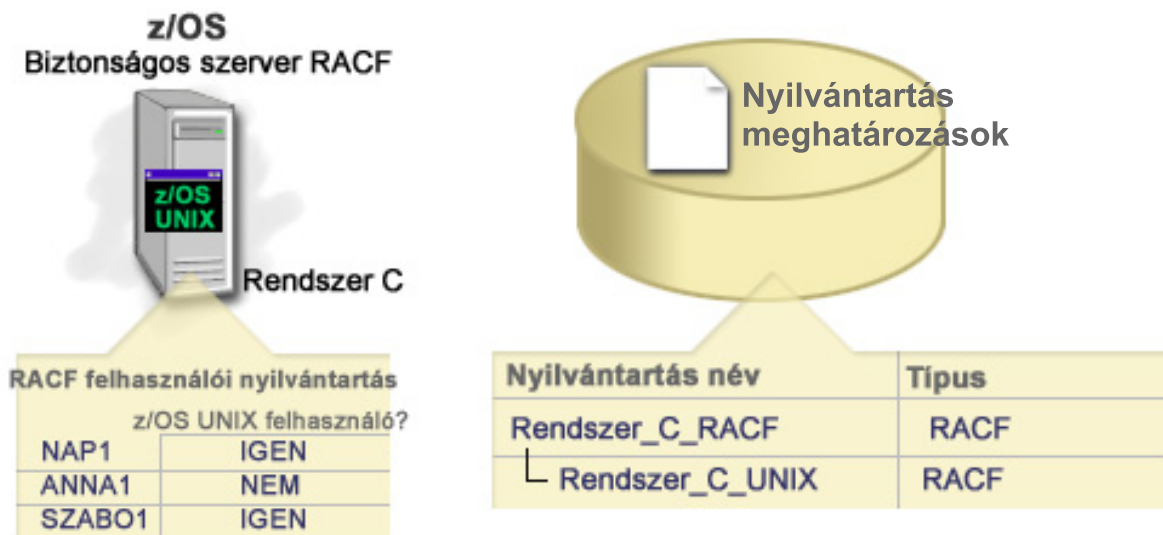 z/OS
Biztonságos szerver RACF
z/OS
UNIX
Rendszer C
RACF felhasználói nyilvántartás
z/OS UNIX felhasználó?
NAP1 IGEN
ANNA1 NEM
SZABO1 IGEN
Nyilvántartás
meghatározások
Nyilvántartás név Típus
Rendszer_C_RACF RACF
Rendszer_C_UNIX RACF